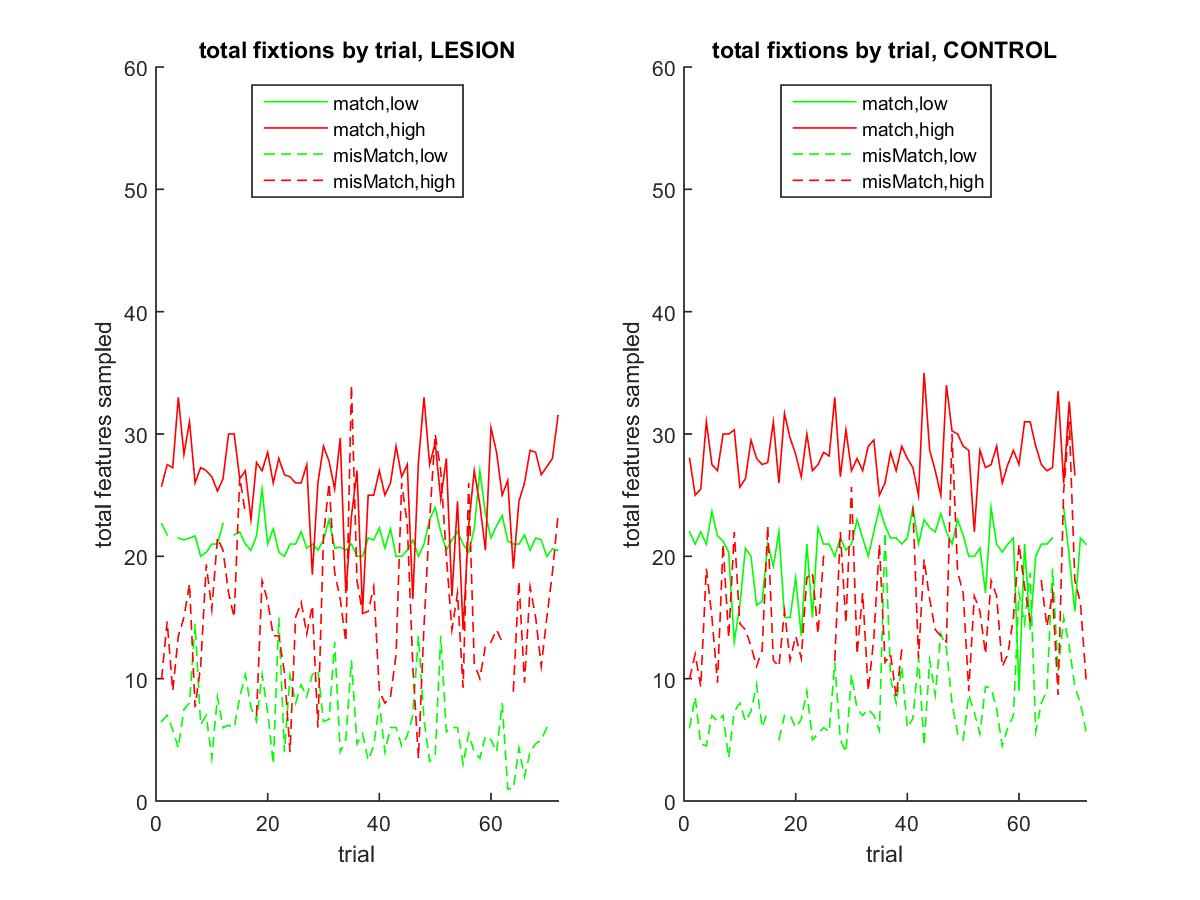 total fixtions by trial, LESION
60
50
40
30
20
10
0
total features sampled
match,low
match,high
misMatch,low
misMatch,high
0 20 40 60
trial
total fixtions by trial, CONTROL
60
50
40
30
20
10
0
total features sampled
match,low
match,high
misMatch,low
misMatch,high
0 20 40 60
trial